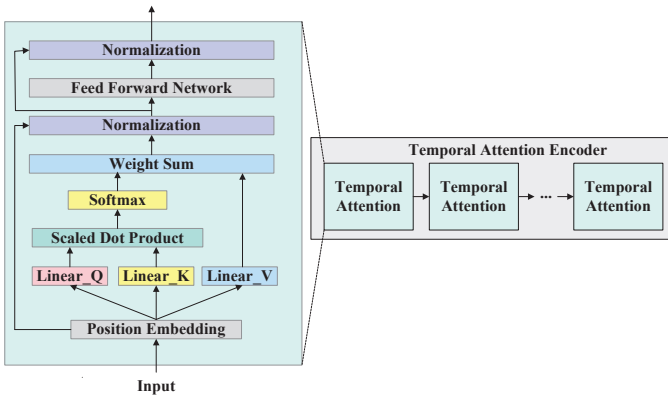 Normalization
Feed Forward Network
Normalization
Weight Sum
Softmax
Scaled Dot Product
Linear_Q
Linear_K
Linear_V
Position Embedding
Input
Temporal Attention Encoder
Temporal
Attention
Temporal
Attention
...
Temporal
Attention